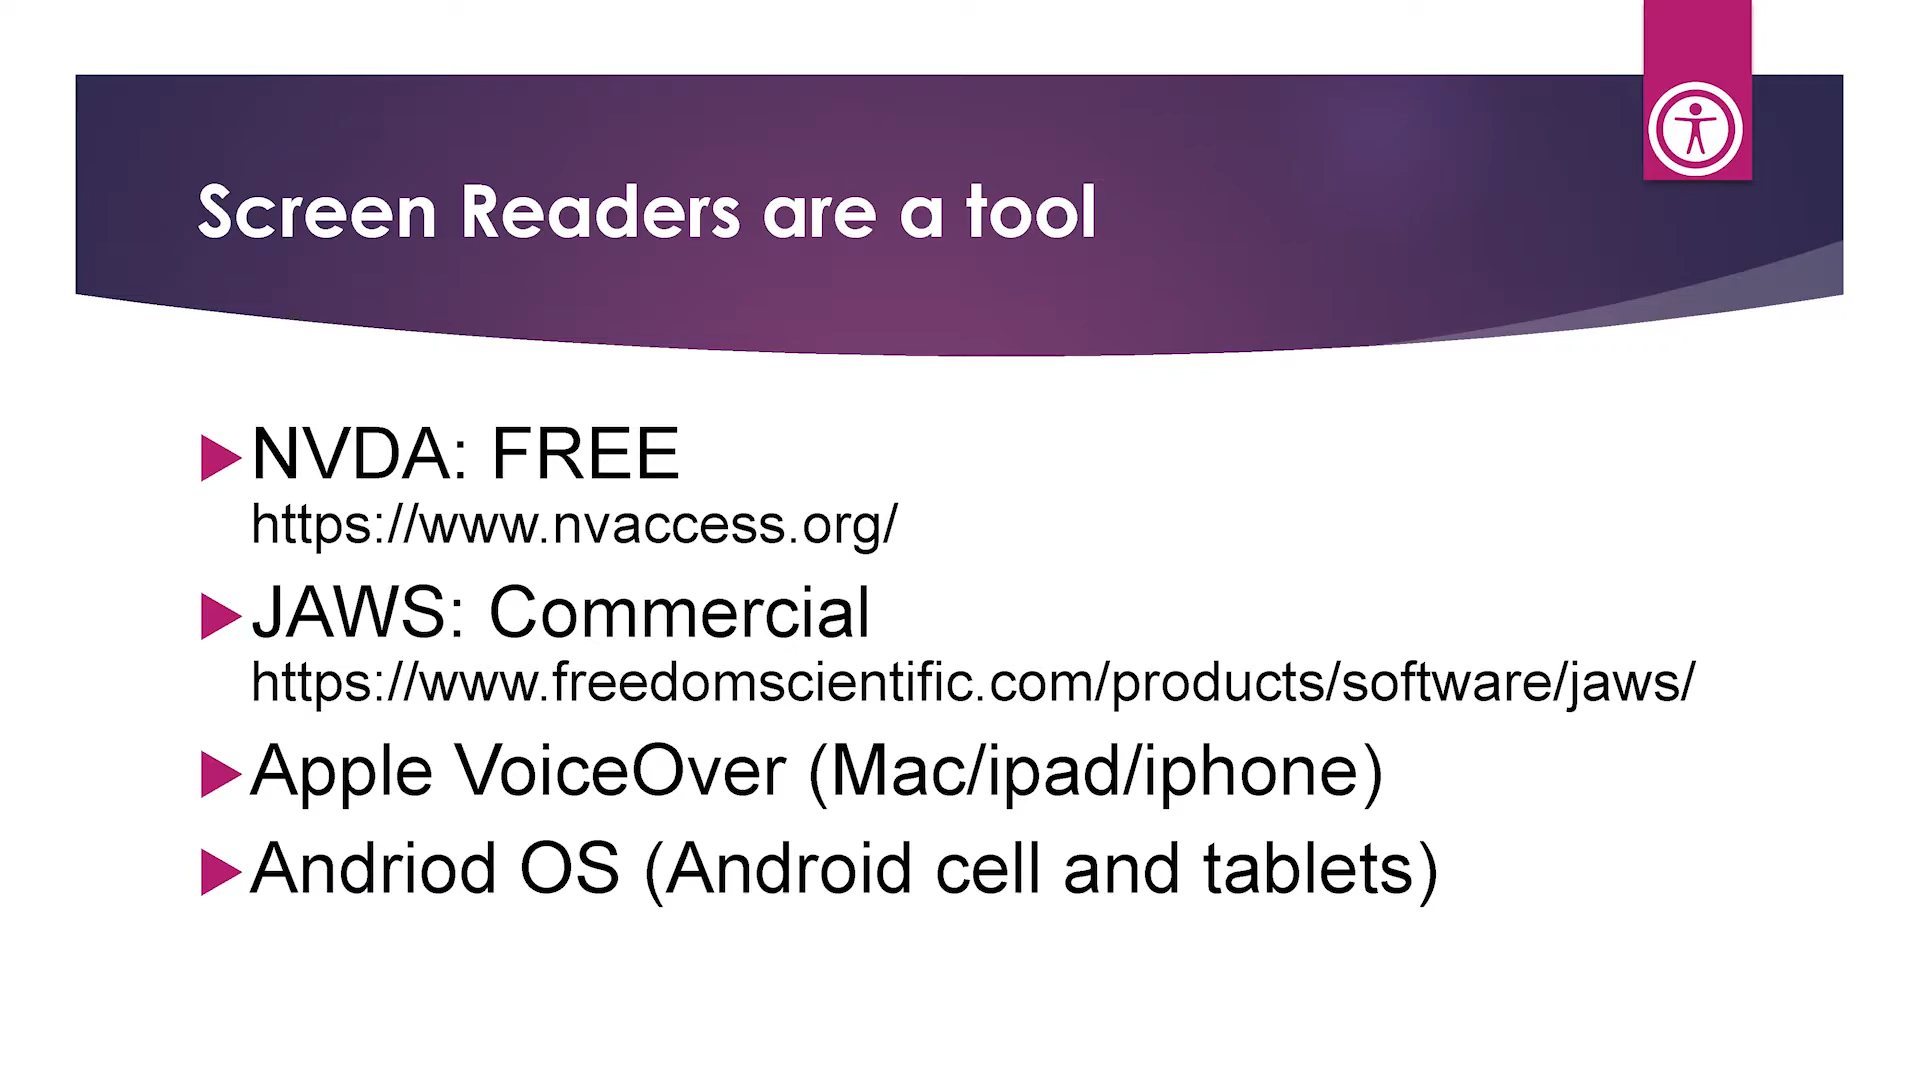 Screen Readers are a tool
NVDA: FREE
https://www.nvaccess.org/
JAWS: Commercial
https://www.freedomscientific.com/products/software/jaws/
Apple VoiceOver (Mac/ipad/iphone)
Andriod OS (Android cell and tablets)